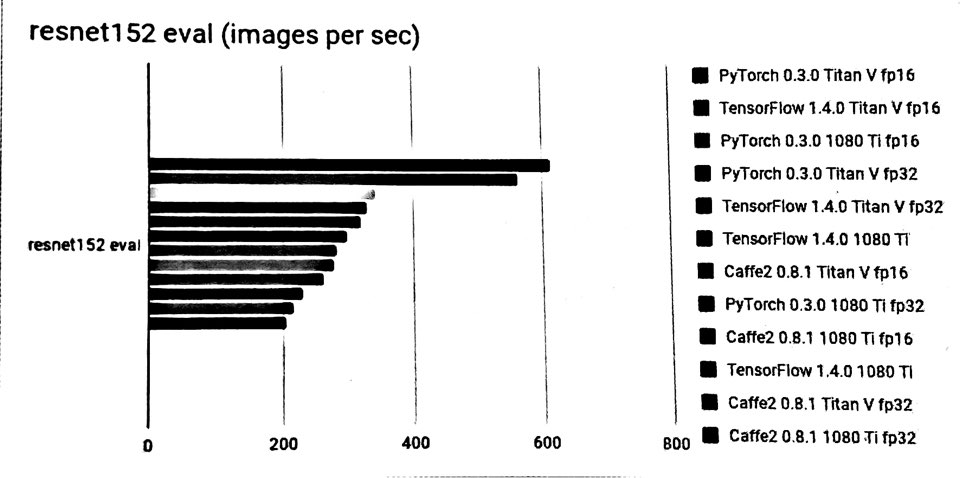 resnet152 eval (images per sec)
resnet152 eval
0
200
400
600
800
PyTorch 0.3.0 Titan V fp16
TensorFlow 1.4.0 Titan V fp16
PyTorch 0.3.0 1080 Ti fp16
PyTorch 0.3.0 Titan V fp32
TensorFlow 1.4.0 Titan V fp32
TensorFlow 1.4.0 1080 Ti
Caffe2 0.8.1 Titan V fp16
PyTorch 0.3.0 1080 Ti fp32
Caffe2 0.8.1 1080 Ti fp16
TensorFlow 1.4.0 1080 Ti
Caffe2 0.8.1 Titan V fp32
Caffe2 0.8.1 1080 Ti fp32